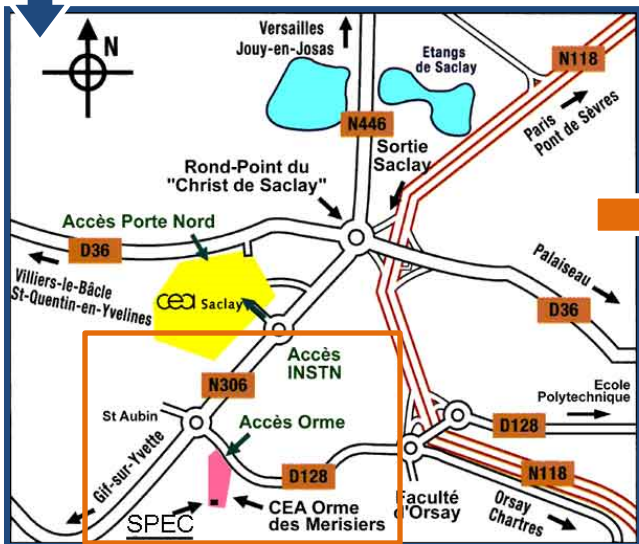 N
Versailles
Jouy-en-Josas
Etangs
de Saclay
N118
Paris
Pont de Sèvres
N446
Sortie
Saclay
Rond-Point du
"Christ de Saclay"
Accès Porte Nord
D36
Villiers-le-Bâcle
St-Quentin-en-Yvelines
cea Saclay
Palaiseau
D36
Accès
INSTN
N306
St Aubin
Accès Orme
Ecole
Polytechnique
D128
Gif-sur-Yvette
D128
N118
SPEC
CEA Orme
des Merisiers
Faculté
d'Orsay
Orsay
Chartres